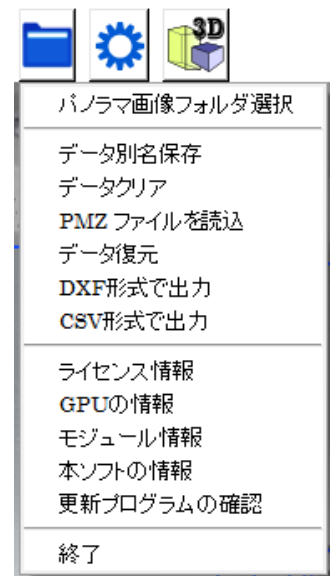 3D
パノラマ画像フォルダ選択
データ別名保存
データクリア
PMZ ファイルを読込
データ復元
DXF形式で出力
CSV形式で出力
ライセンス情報
GPUの情報
モジュール情報
本ソフトの情報
更新プログラムの確認
終了